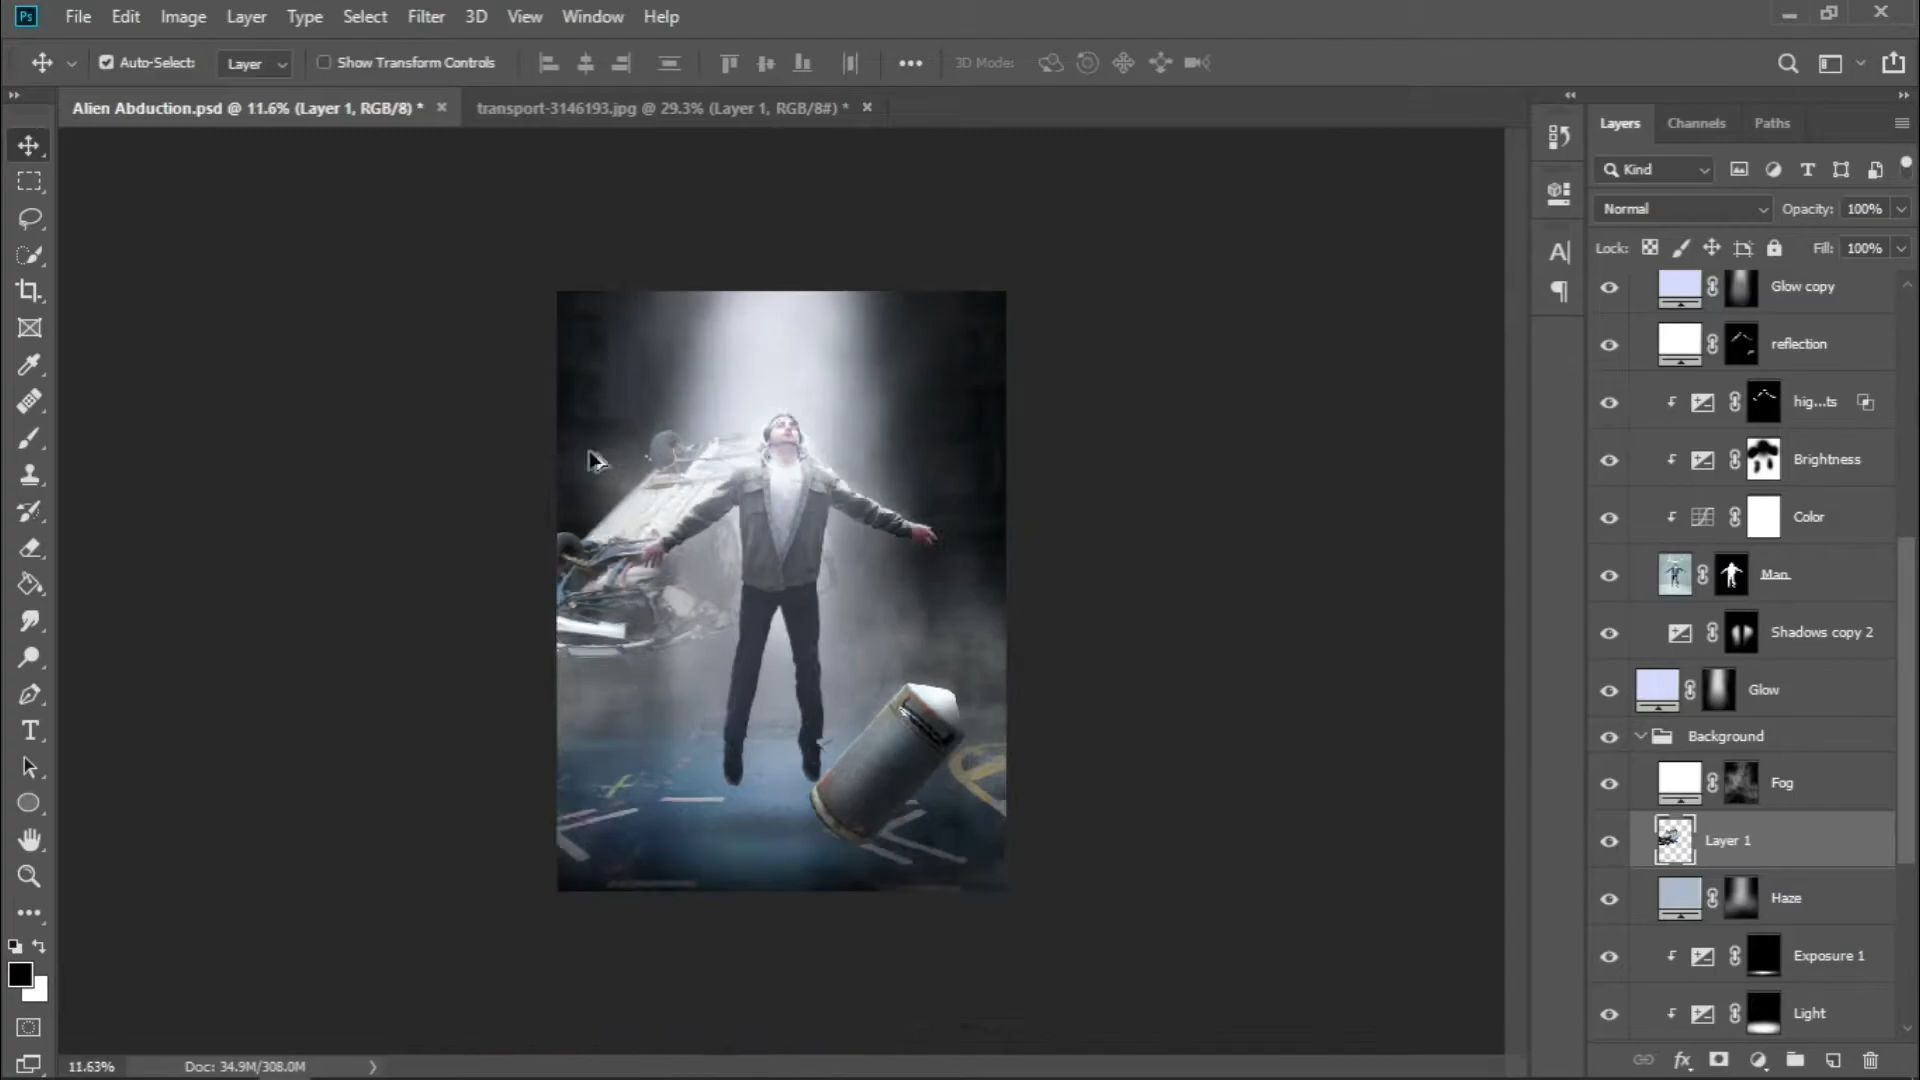 Ps File Edit Image Layer Type Select Filter 3D View Window Help
Auto-Select: Layer Show Transform Controls 3D Mode:
Alien Abduction.psd @ 11.6% (Layer 1, RGB/8) * transport-3146193.jpg @ 29.3% (Layer 1, RGB/8#) *
Layers Channels Paths
Kind
Normal Opacity: 100%
Lock: Fill: 100%
Glow copy
reflection
hig...ts
Brightness
Color
Man
Shadows copy 2
Glow
Background
Fog
Layer 1
Haze
Exposure 1
Light
11.63% Doc: 34.9M/308.0M